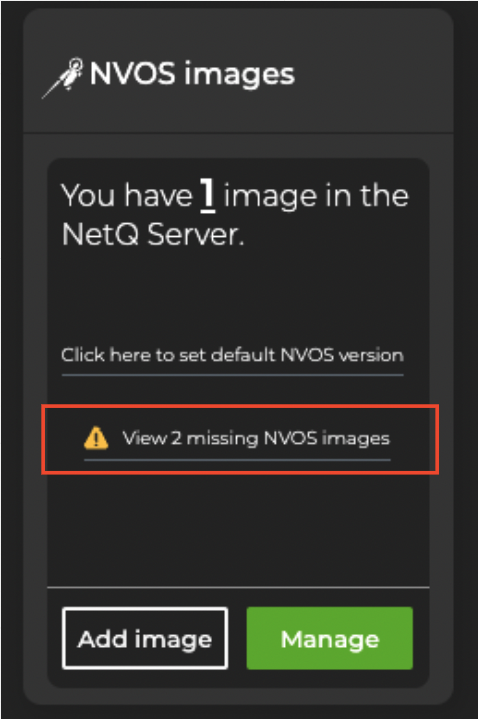 NVOS images
You have 1 image in the
NetQ Server.
Click here to set default NVOS version
View 2 missing NVOS images
Add image
Manage